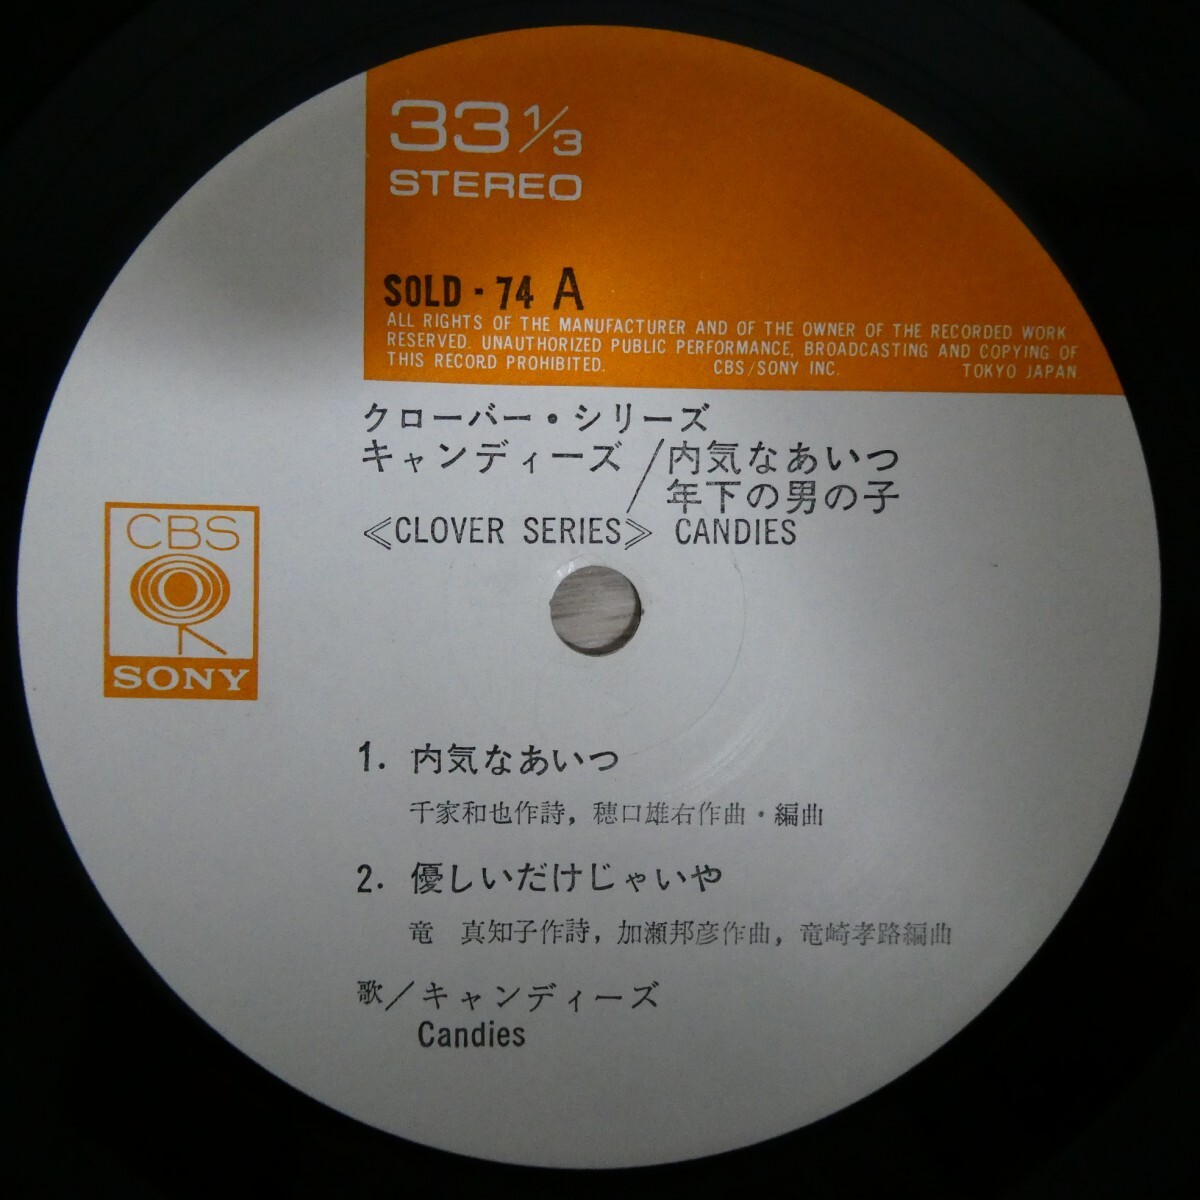 33 1/3
STEREO
SOLD・74 A
ALL RIGHTS OF THE MANUFACTURER AND OF THE OWNER OF THE RECORDED WORK
RESERVED. UNAUTHORIZED PUBLIC PERFORMANCE, BROADCASTING AND COPYING OF
THIS RECORD PROHIBITED. CBS/SONY INC. TOKYO JAPAN.
クローバー・シリーズ
キャンディーズ/内気なあいつ
年下の男の子
≪CLOVER SERIES≫ CANDIES
CBS
SONY
1. 内気なあいつ
千家和也作詩, 穂口雄右作曲・編曲
2. 優しいだけじゃいや
竜 真知子作詩, 加瀬邦彦作曲, 竜崎孝路編曲
歌/キャンディーズ
Candies